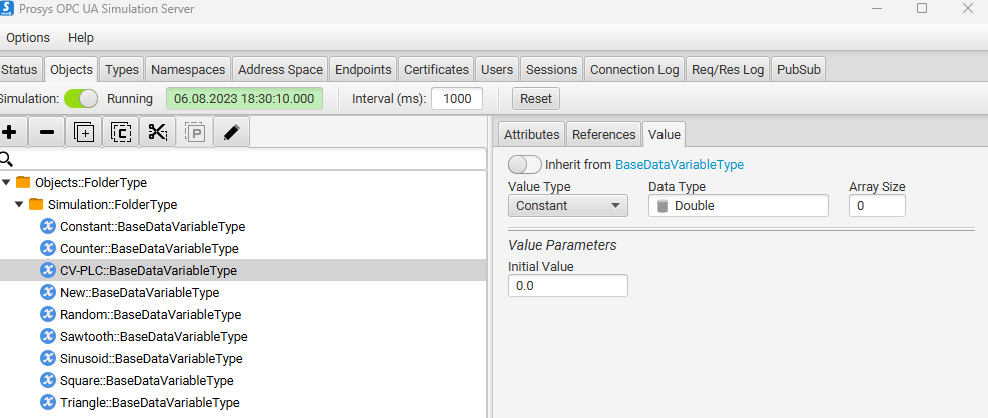 Prosys OPC UA Simulation Server
Options Help
Status Objects Types Namespaces Address Space Endpoints Certificates Users Sessions Connection Log Req/Res Log PubSub
Simulation: Running 06.08.2023 18:30:10.000 Interval (ms): 1000 Reset
Attributes References Value
Inherit from BaseDataVariableType
Objects::FolderType
Value Type Data Type Array Size
Simulation::FolderType
Constant Double 0
Constant::BaseDataVariableType
Counter::BaseDataVariableType
Value Parameters
CV-PLC::BaseDataVariableType
Initial Value
New::BaseDataVariableType
0.0
Random::BaseDataVariableType
Sawtooth::BaseDataVariableType
Sinusoid::BaseDataVariableType
Square::BaseDataVariableType
Triangle::BaseDataVariableType